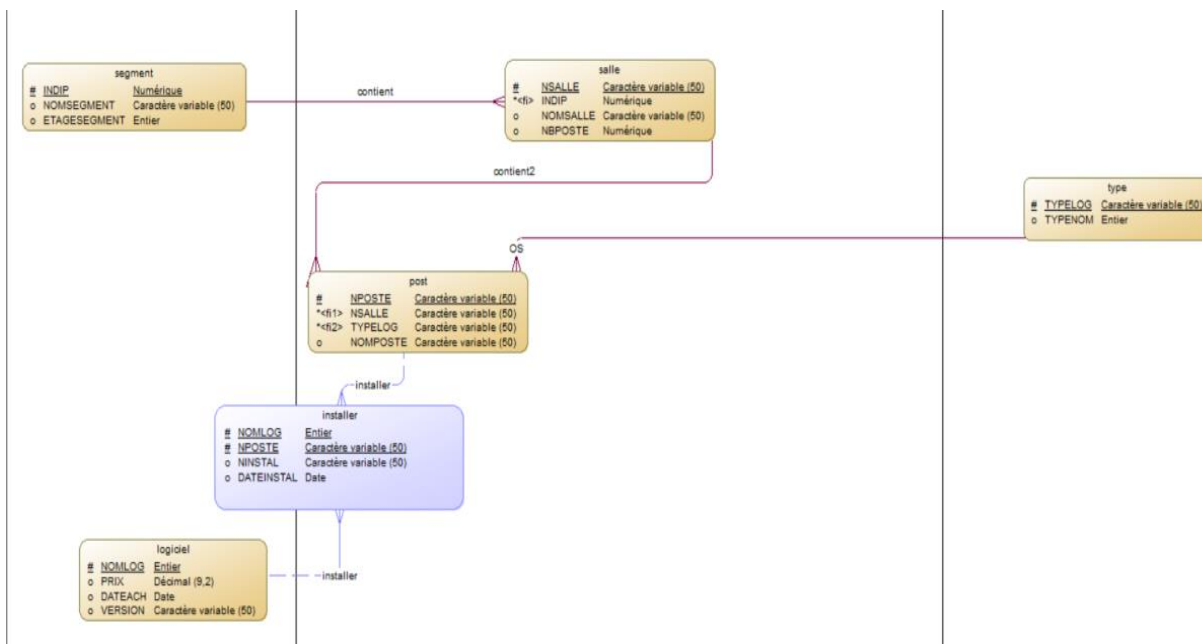 segment
# INDIP Numérique
o NOMSEGMENT Caractère variable (50)
o ETAGESEGMENT Entier
contient
salle
# NSALLE Caractère variable (50)
*<fi> INDIP Numérique
o NOMSALLE Caractère variable (50)
o NBPOSTE Numérique
contient2
type
# TYPELOG Caractère variable (50)
o TYPENOM Entier
OS
post
# NPOSTE Caractère variable (50)
*<fi1> NSALLE Caractère variable (50)
*<fi2> TYPELOG Caractère variable (50)
o NOMPOSTE Caractère variable (50)
installer
installer
# NOMLOG Entier
# NPOSTE Caractère variable (50)
o NINSTAL Caractère variable (50)
o DATEINSTAL Date
logiciel
# NOMLOG Entier
o PRIX Décimal (9,2)
o DATEACH Date
o VERSION Caractère variable (50)
installer